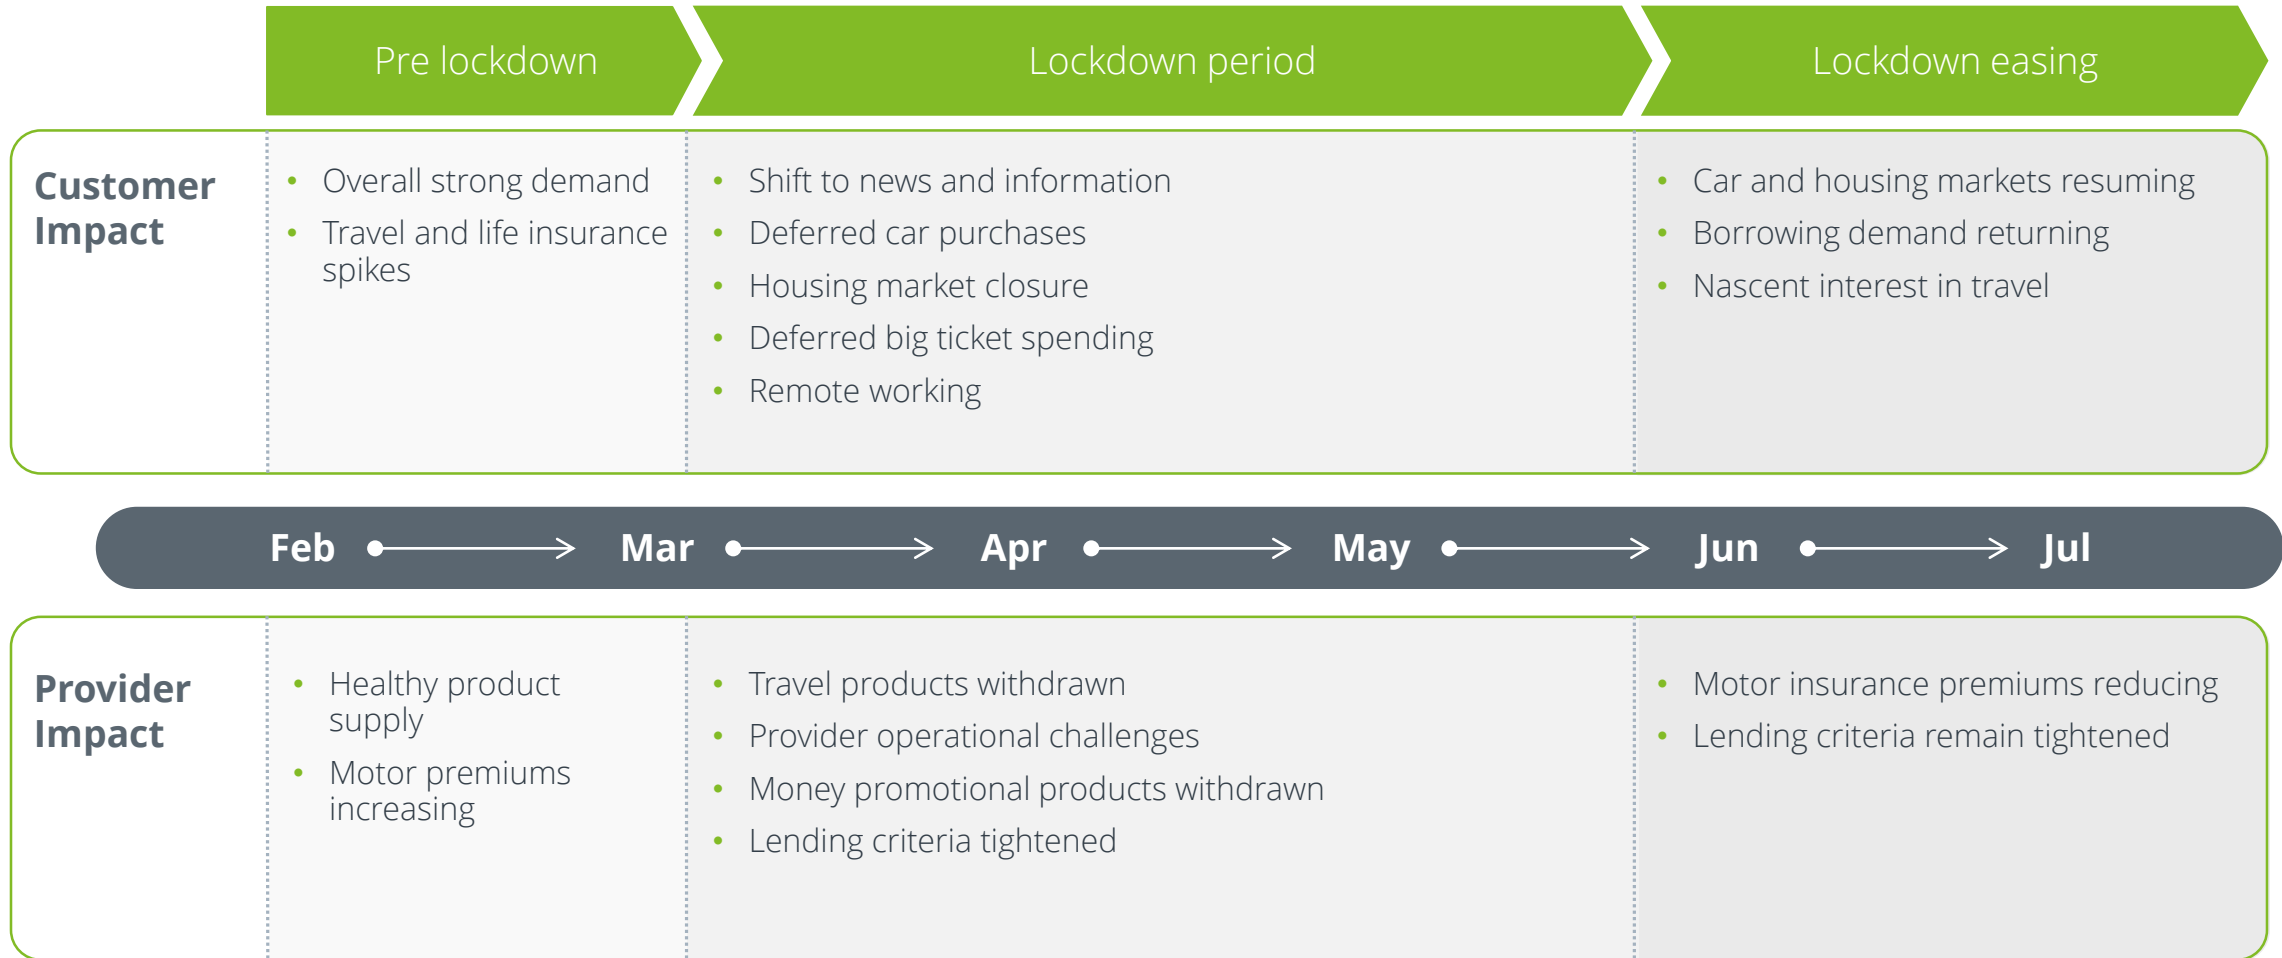 Pre lockdown
Lockdown period
Lockdown easing
Customer
Impact
• Overall strong demand
• Travel and life insurance
spikes
• Shift to news and information
• Deferred car purchases
• Housing market closure
• Deferred big ticket spending
• Remote working
• Car and housing markets resuming
• Borrowing demand returning
• Nascent interest in travel
Feb Mar Apr May Jun Jul
Provider
Impact
• Healthy product
supply
• Motor premiums
increasing
• Travel products withdrawn
• Provider operational challenges
• Money promotional products withdrawn
• Lending criteria tightened
• Motor insurance premiums reducing
• Lending criteria remain tightened